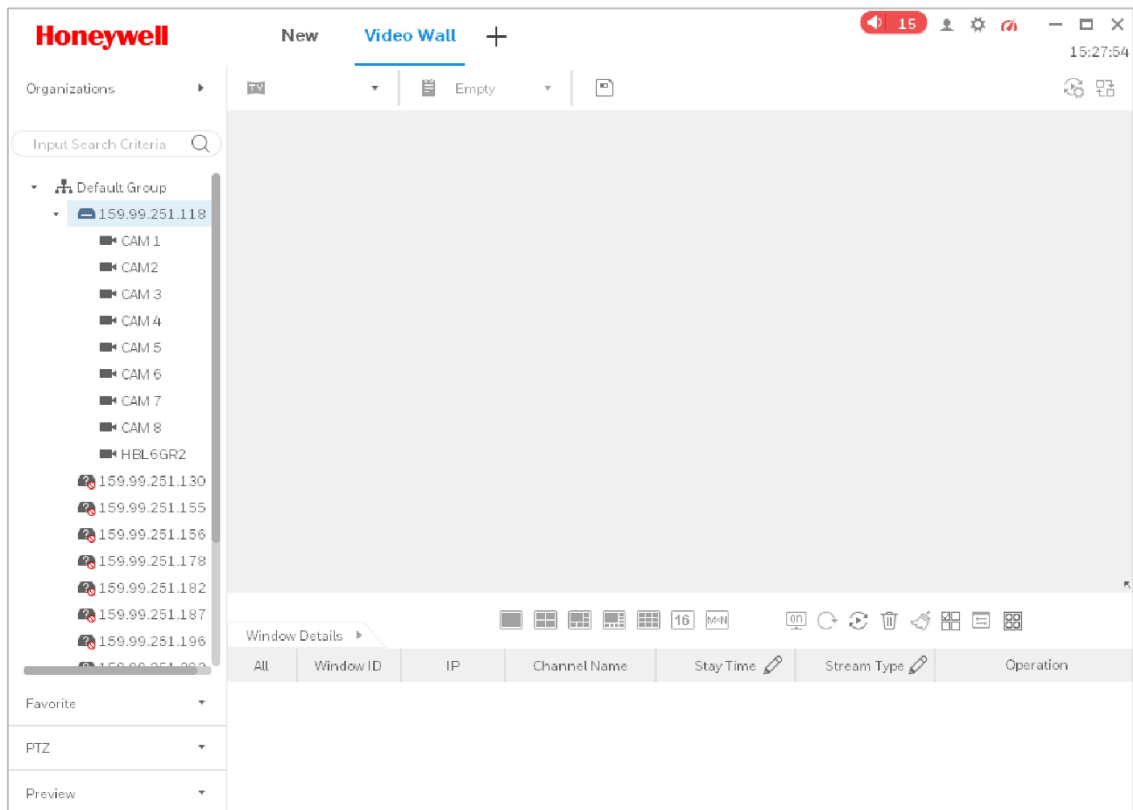 Honeywell
New
Video Wall
15
15:27:54
Organizations
TV
Empty
Input Search Criteria
Default Group
159.99.251.118
CAM 1
CAM2
CAM 3
CAM 4
CAM 5
CAM 6
CAM 7
CAM 8
HBL6GR2
159.99.251.130
159.99.251.155
159.99.251.156
159.99.251.178
159.99.251.182
159.99.251.187
159.99.251.196
16 M×N on
Window Details
All Window ID IP Channel Name Stay Time Stream Type Operation
Favorite
PTZ
Preview